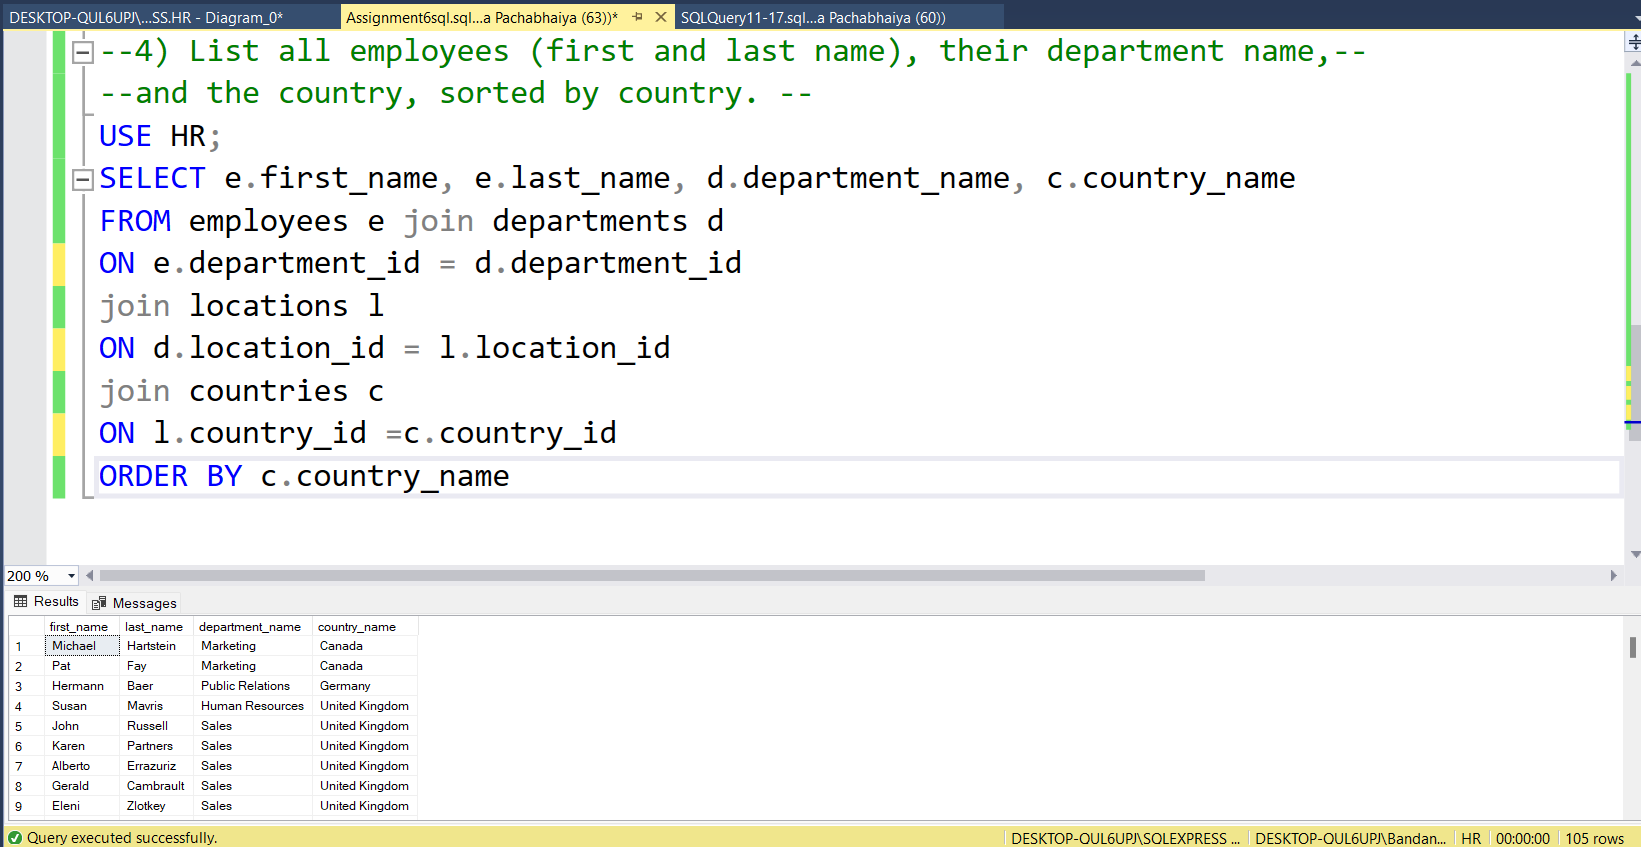 DESKTOP-QUL6UPJ\...SS.HR - Diagram_0*
Assignment6sql.sql...a Pachabhaiya (63))*
SQLQuery11-17.sql...a Pachabhaiya (60))
--4) List all employees (first and last name), their department name,--
--and the country, sorted by country. --
USE HR;
SELECT e.first_name, e.last_name, d.department_name, c.country_name
FROM employees e join departments d
ON e.department_id = d.department_id
join locations l
ON d.location_id = l.location_id
join countries c
ON l.country_id =c.country_id
ORDER BY c.country_name
200 %
Results Messages
first_name last_name department_name country_name
1 Michael Hartstein Marketing Canada
2 Pat Fay Marketing Canada
3 Hermann Baer Public Relations Germany
4 Susan Mavris Human Resources United Kingdom
5 John Russell Sales United Kingdom
6 Karen Partners Sales United Kingdom
7 Alberto Errazuriz Sales United Kingdom
8 Gerald Cambrault Sales United Kingdom
9 Eleni Zlotkey Sales United Kingdom
Query executed successfully. DESKTOP-QUL6UPJ\SQLEXPRESS ... DESKTOP-QUL6UPJ\Bandan... HR 00:00:00 105 rows